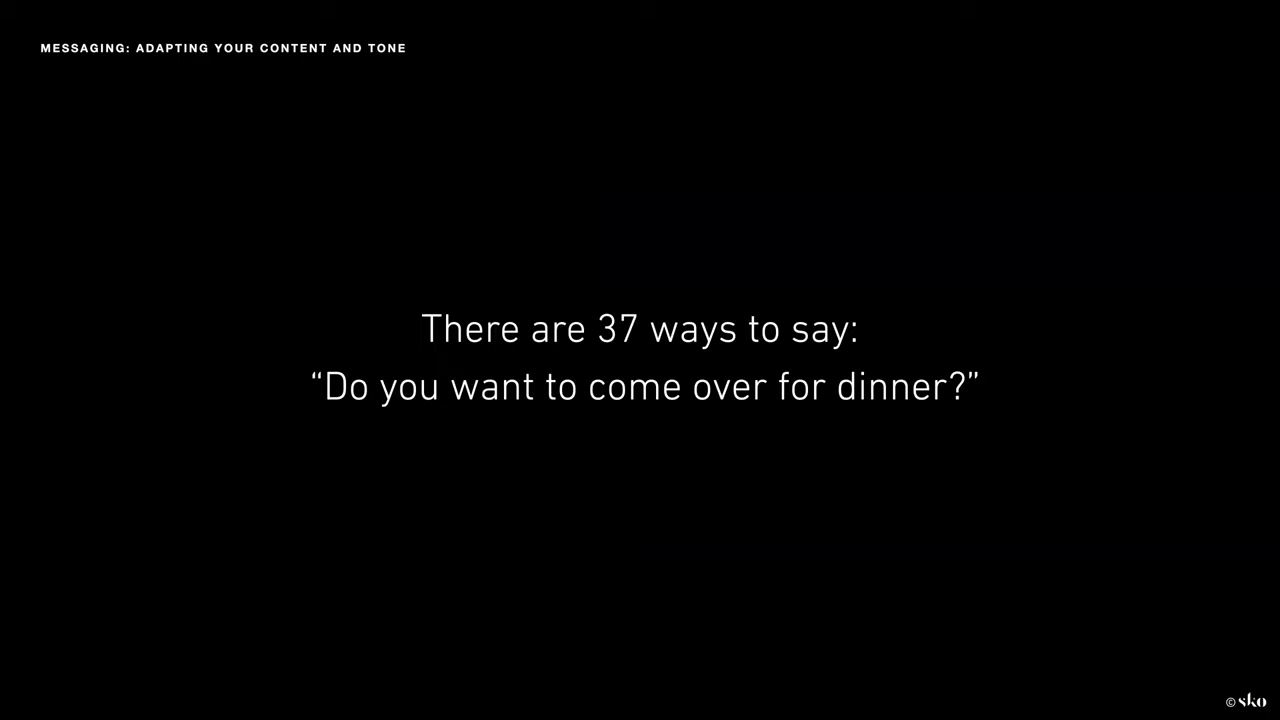 MESSAGING: ADAPTING YOUR CONTENT AND TONE
There are 37 ways to say:
“Do you want to come over for dinner?”
© sko